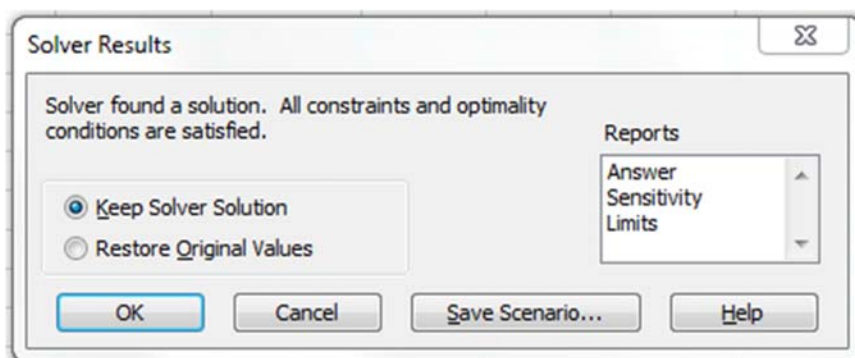 Solver Results
Solver found a solution. All constraints and optimality
conditions are satisfied.
Reports
Answer
Sensitivity
Limits
Keep Solver Solution
Restore Original Values
OK
Cancel
Save Scenario...
Help